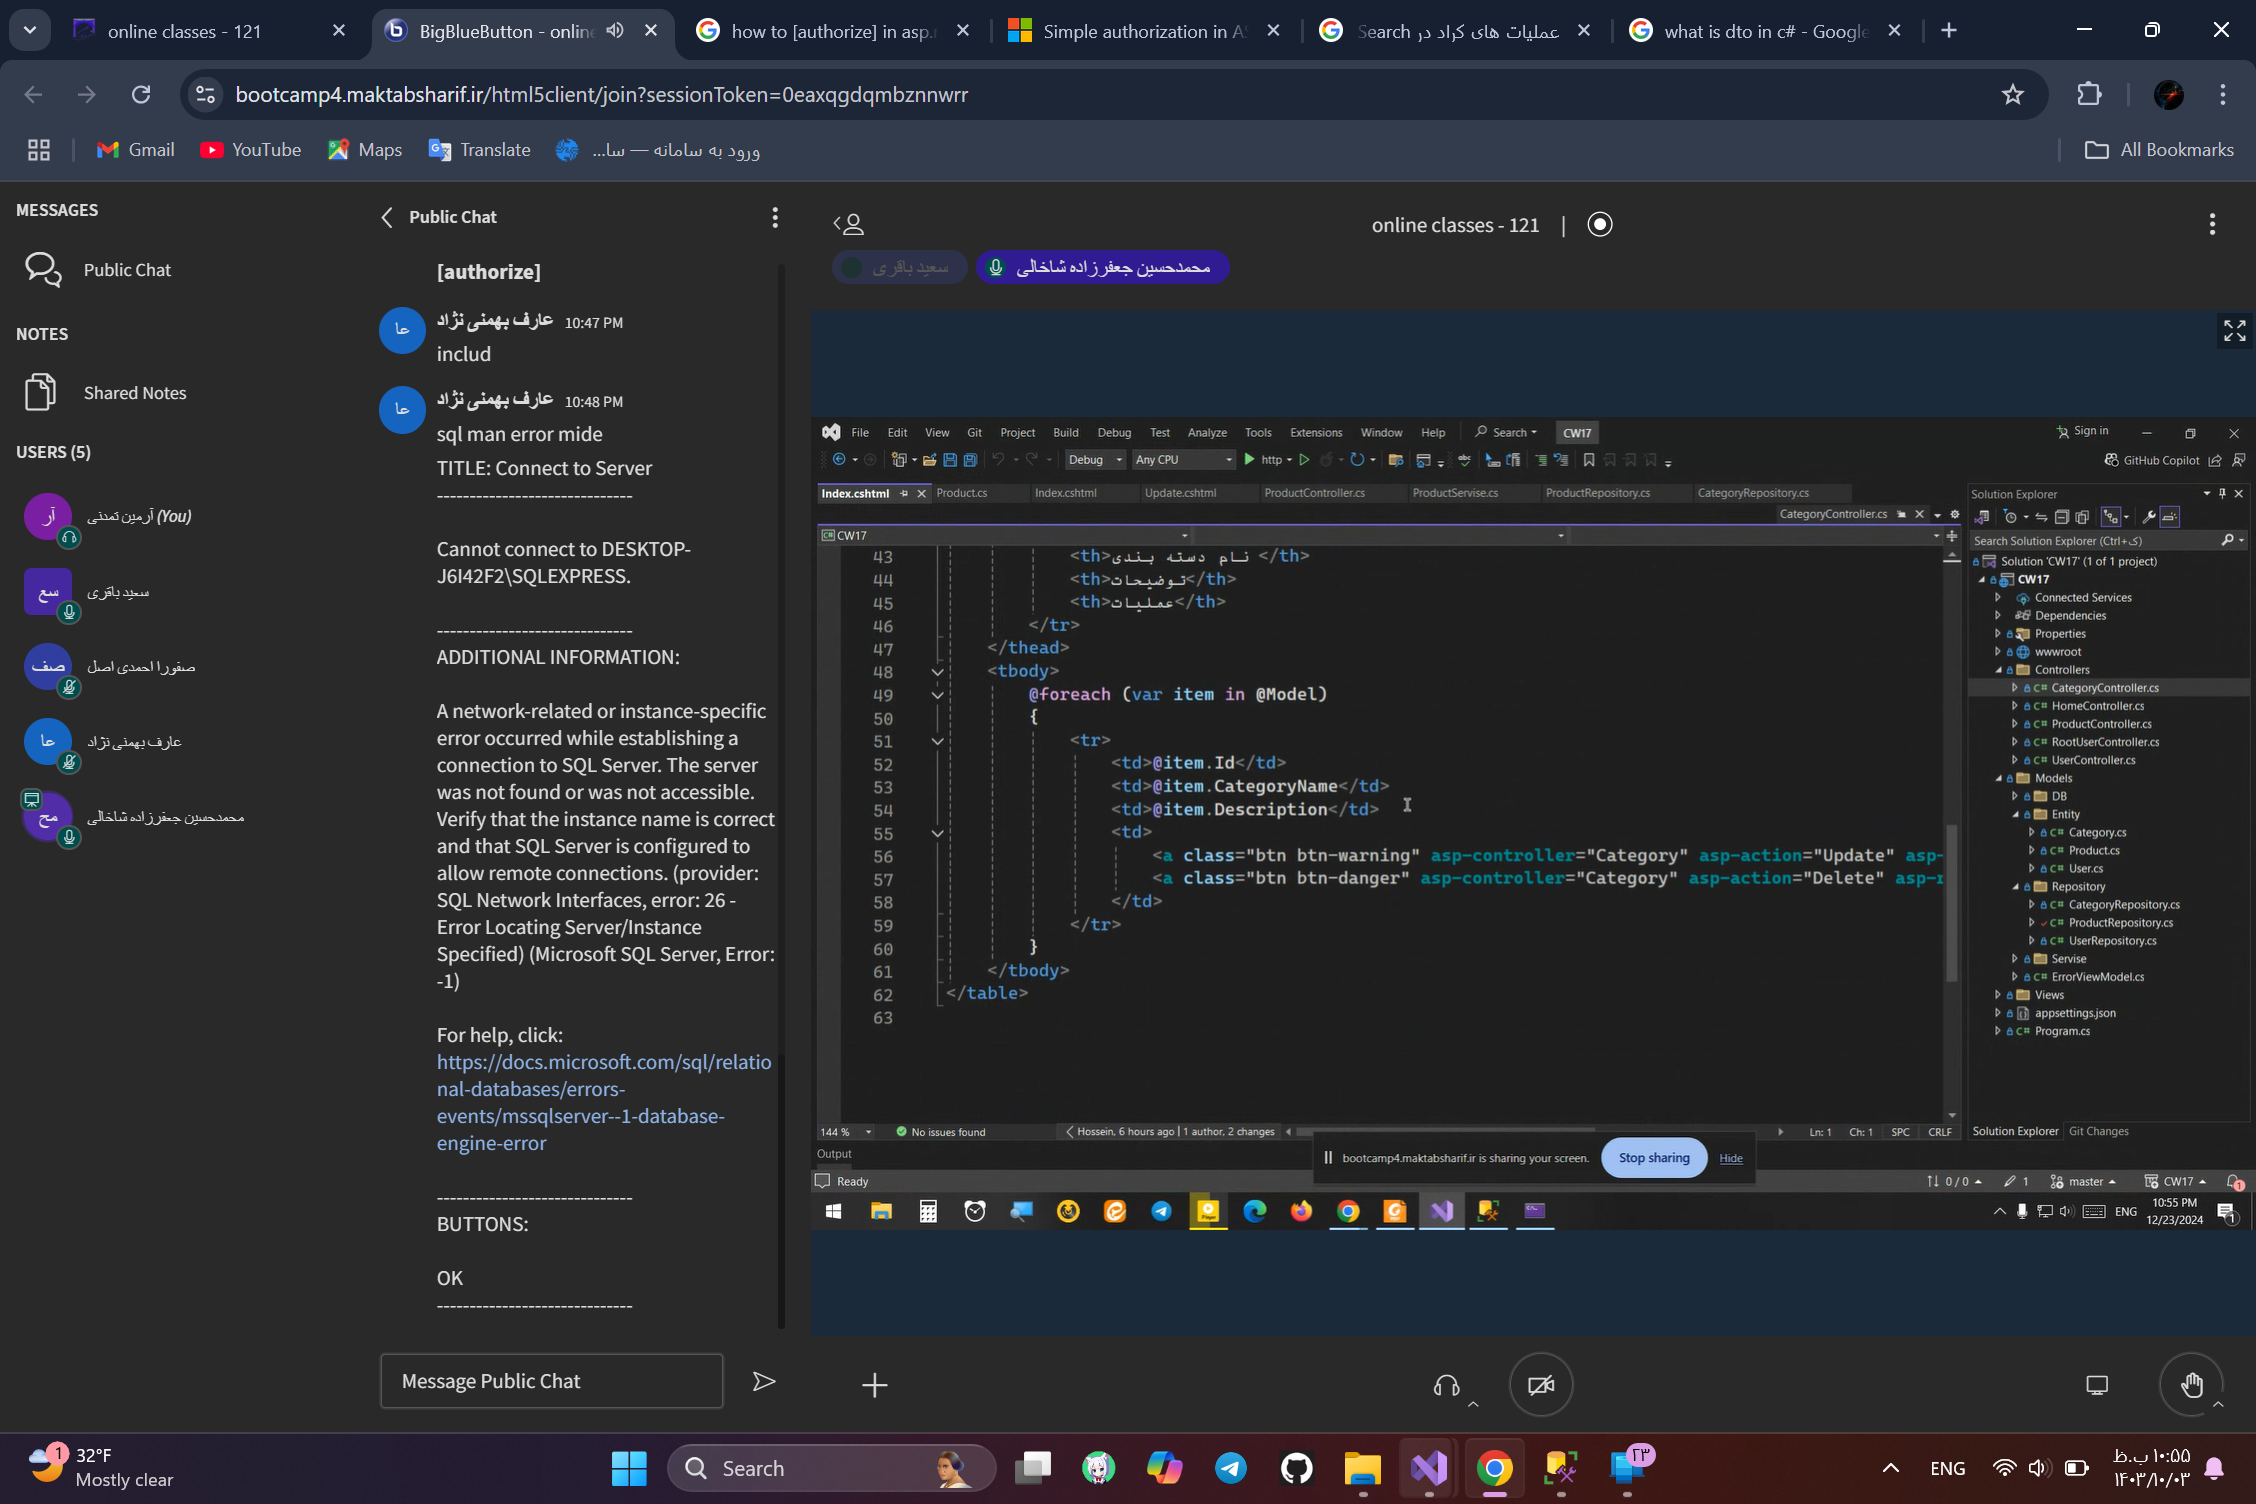 online classes - 121
BigBlueButton - online
how to [authorize] in asp.n
Simple authorization in AS
Search عملیات های کراد در
what is dto in c# - Google
bootcamp4.maktabsharif.ir/html5client/join?sessionToken=0eaxqgdqmbznnwrr
Gmail
YouTube
Maps
Translate
ورود به سامانه — سا...
All Bookmarks
MESSAGES
Public Chat
NOTES
Shared Notes
USERS (5)
آر
آرمین تمدنی (You)
سع
سعید باقری
صف
صفورا احمدی اصل
عا
عارف بهمنی نژاد
مح
محمدحسین جعفرزاده شاخالی
Public Chat
[authorize]
عا
عارف بهمنی نژاد 10:47 PM
includ
عا
عارف بهمنی نژاد 10:48 PM
sql man error mide
TITLE: Connect to Server
------------------------------
Cannot connect to DESKTOP-
J6I42F2\SQLEXPRESS.
------------------------------
ADDITIONAL INFORMATION:
A network-related or instance-specific
error occurred while establishing a
connection to SQL Server. The server
was not found or was not accessible.
Verify that the instance name is correct
and that SQL Server is configured to
allow remote connections. (provider:
SQL Network Interfaces, error: 26 -
Error Locating Server/Instance
Specified) (Microsoft SQL Server, Error:
-1)
For help, click:
https://docs.microsoft.com/sql/relatio
nal-databases/errors-
events/mssqlserver--1-database-
engine-error
------------------------------
BUTTONS:
OK
------------------------------
Message Public Chat
online classes - 121
سعید باقری
محمدحسین جعفرزاده شاخالی
File Edit View Git Project Build Debug Test Analyze Tools Extensions Window Help Search CW17
Sign in
Debug Any CPU http
GitHub Copilot
Index.cshtml Product.cs Index.cshtml Update.cshtml ProductController.cs ProductServise.cs ProductRepository.cs CategoryRepository.cs
CategoryController.cs
CW17
43 <th>نام دسته بندی </th>
44 <th>توضیحات</th>
45 <th>عملیات</th>
46 </tr>
47 </thead>
48 <tbody>
49 @foreach (var item in @Model)
50 {
51 <tr>
52 <td>@item.Id</td>
53 <td>@item.CategoryName</td>
54 <td>@item.Description</td>
55 <td>
56 <a class="btn btn-warning" asp-controller="Category" asp-action="Update" asp-
57 <a class="btn btn-danger" asp-controller="Category" asp-action="Delete" asp-r
58 </td>
59 </tr>
60 }
61 </tbody>
62 </table>
63
144 % No issues found Hossein, 6 hours ago | 1 author, 2 changes Ln: 1 Ch: 1 SPC CRLF
Output
Ready
bootcamp4.maktabsharif.ir is sharing your screen. Stop sharing Hide
Solution Explorer
Search Solution Explorer (Ctrl+ک)
Solution 'CW17' (1 of 1 project)
CW17
Connected Services
Dependencies
Properties
wwwroot
Controllers
C# CategoryController.cs
C# HomeController.cs
C# ProductController.cs
C# RootUserController.cs
C# UserController.cs
Models
DB
Entity
C# Category.cs
C# Product.cs
C# User.cs
Repository
C# CategoryRepository.cs
C# ProductRepository.cs
C# UserRepository.cs
Servise
C# ErrorViewModel.cs
Views
appsettings.json
C# Program.cs
Solution Explorer Git Changes
0 / 0 1 master CW17 1
ENG
10:55 PM
12/23/2024
1
1
32°F
Mostly clear
Search
۲۳
ENG
۱۰:۵۵ ب.ظ
۱۴۰۳/۱۰/۰۳